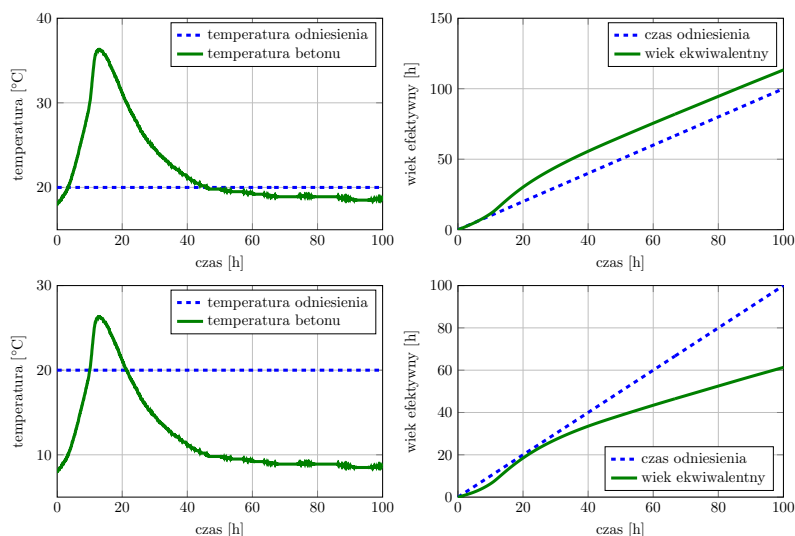 40
30
20
10
temperatura [°C]
temperatura odniesienia
temperatura betonu
0 20 40 60 80 100
czas [h]
150
100
50
0
wiek efektywny [h]
czas odniesienia
wiek ekwiwalentny
0 20 40 60 80 100
czas [h]
30
20
10
temperatura [°C]
temperatura odniesienia
temperatura betonu
0 20 40 60 80 100
czas [h]
100
80
60
40
20
0
wiek efektywny [h]
czas odniesienia
wiek ekwiwalentny
0 20 40 60 80 100
czas [h]